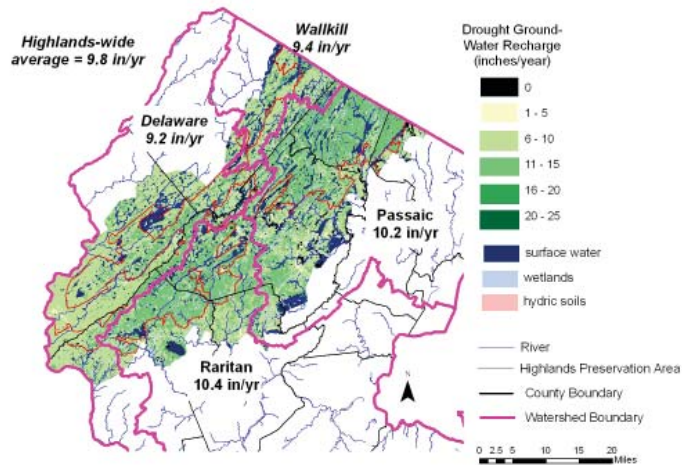 Highlands-wide
average = 9.8 in/yr
Wallkill
9.4 in/yr
Delaware
9.2 in/yr
Passaic
10.2 in/yr
Raritan
10.4 in/yr
Drought Ground-
Water Recharge
(inches/year)
0
1 - 5
6 - 10
11 - 15
16 - 20
20 - 25
surface water
wetlands
hydric soils
River
Highlands Preservation Area
County Boundary
Watershed Boundary
N
0 2.5 5 10 15 20
Miles